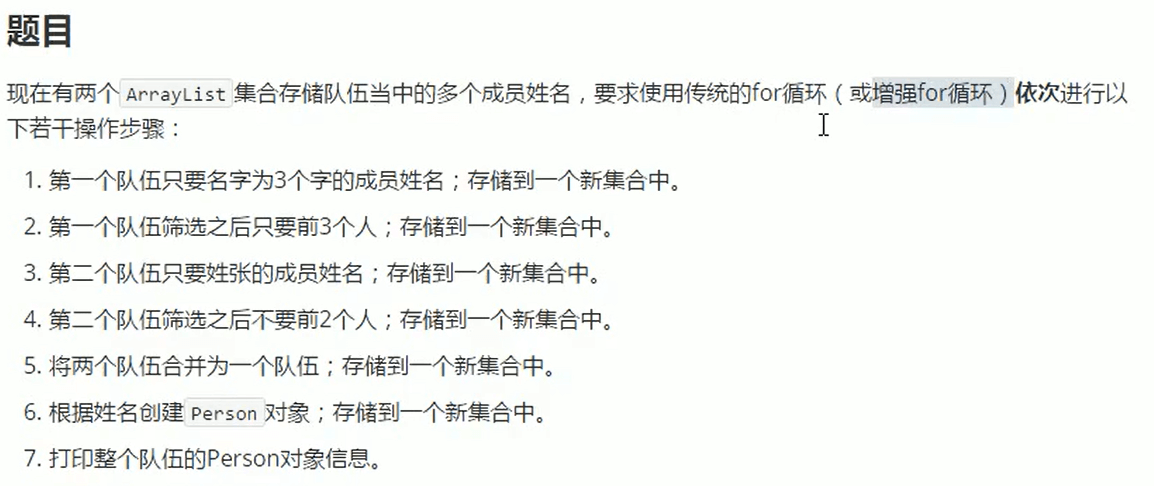 题目
现在有两个ArrayList集合存储队伍当中的多个成员姓名，要求使用传统的for循环（或增强for循环）依次进行以
下若干操作步骤：
1. 第一个队伍只要名字为3个字的成员姓名；存储到一个新集合中。
2. 第一个队伍筛选之后只要前3个人；存储到一个新集合中。
3. 第二个队伍只要姓张的成员姓名；存储到一个新集合中。
4. 第二个队伍筛选之后不要前2个人；存储到一个新集合中。
5. 将两个队伍合并为一个队伍；存储到一个新集合中。
6. 根据姓名创建Person对象；存储到一个新集合中。
7. 打印整个队伍的Person对象信息。